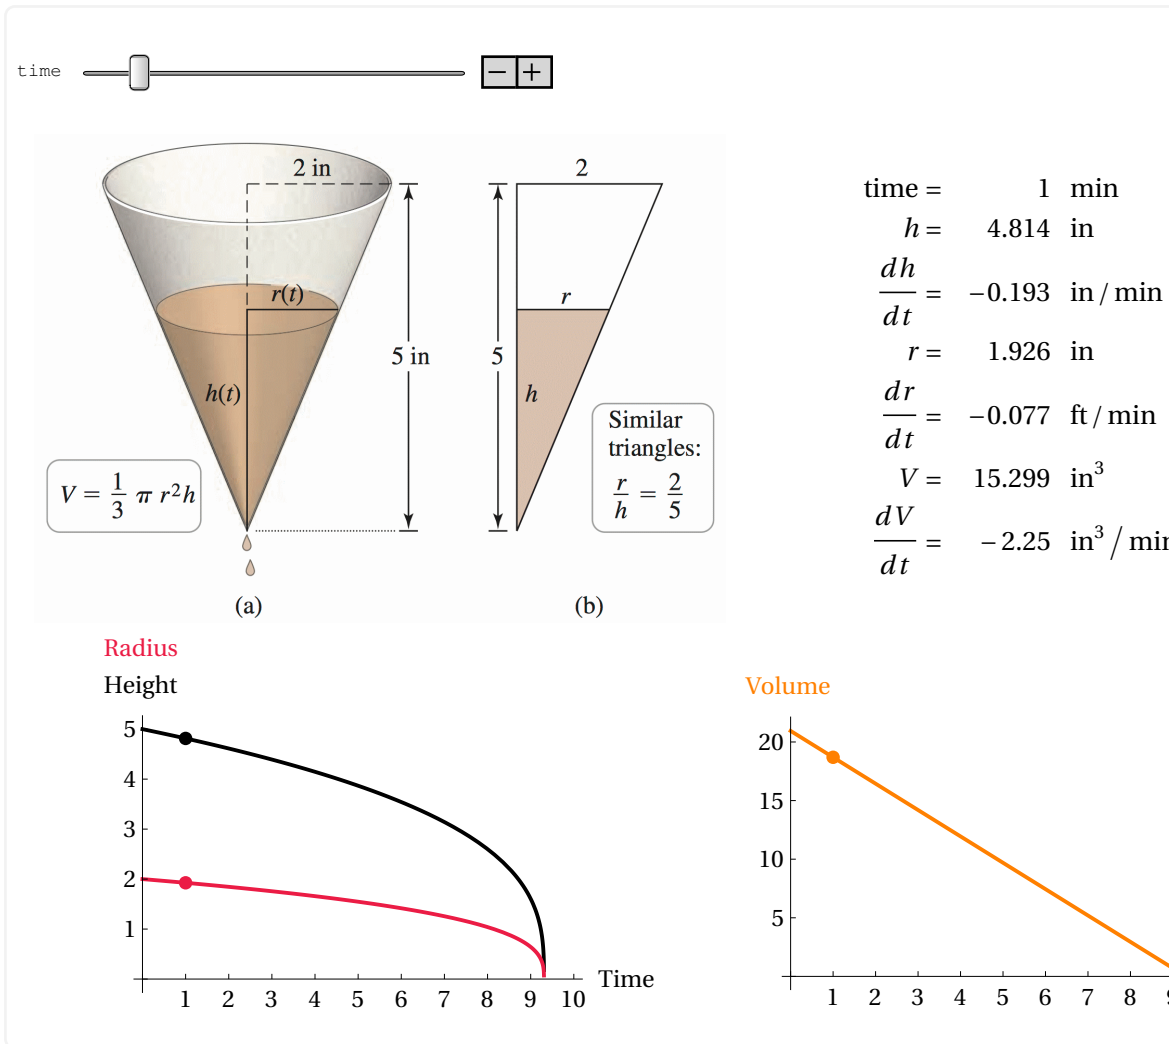 time − +
2 in
r(t)
5 in
h(t)
V = 1/3 π r²h
(a)
2
r
5
h
Similar
triangles:
r/h = 2/5
(b)
time = 1 min
h = 4.814 in
dh/dt = −0.193 in / min
r = 1.926 in
dr/dt = −0.077 ft / min
V = 15.299 in³
dV/dt = −2.25 in³ / min
Radius
Height
5
4
3
2
1
1 2 3 4 5 6 7 8 9 10
Time
Volume
20
15
10
5
1 2 3 4 5 6 7 8 9